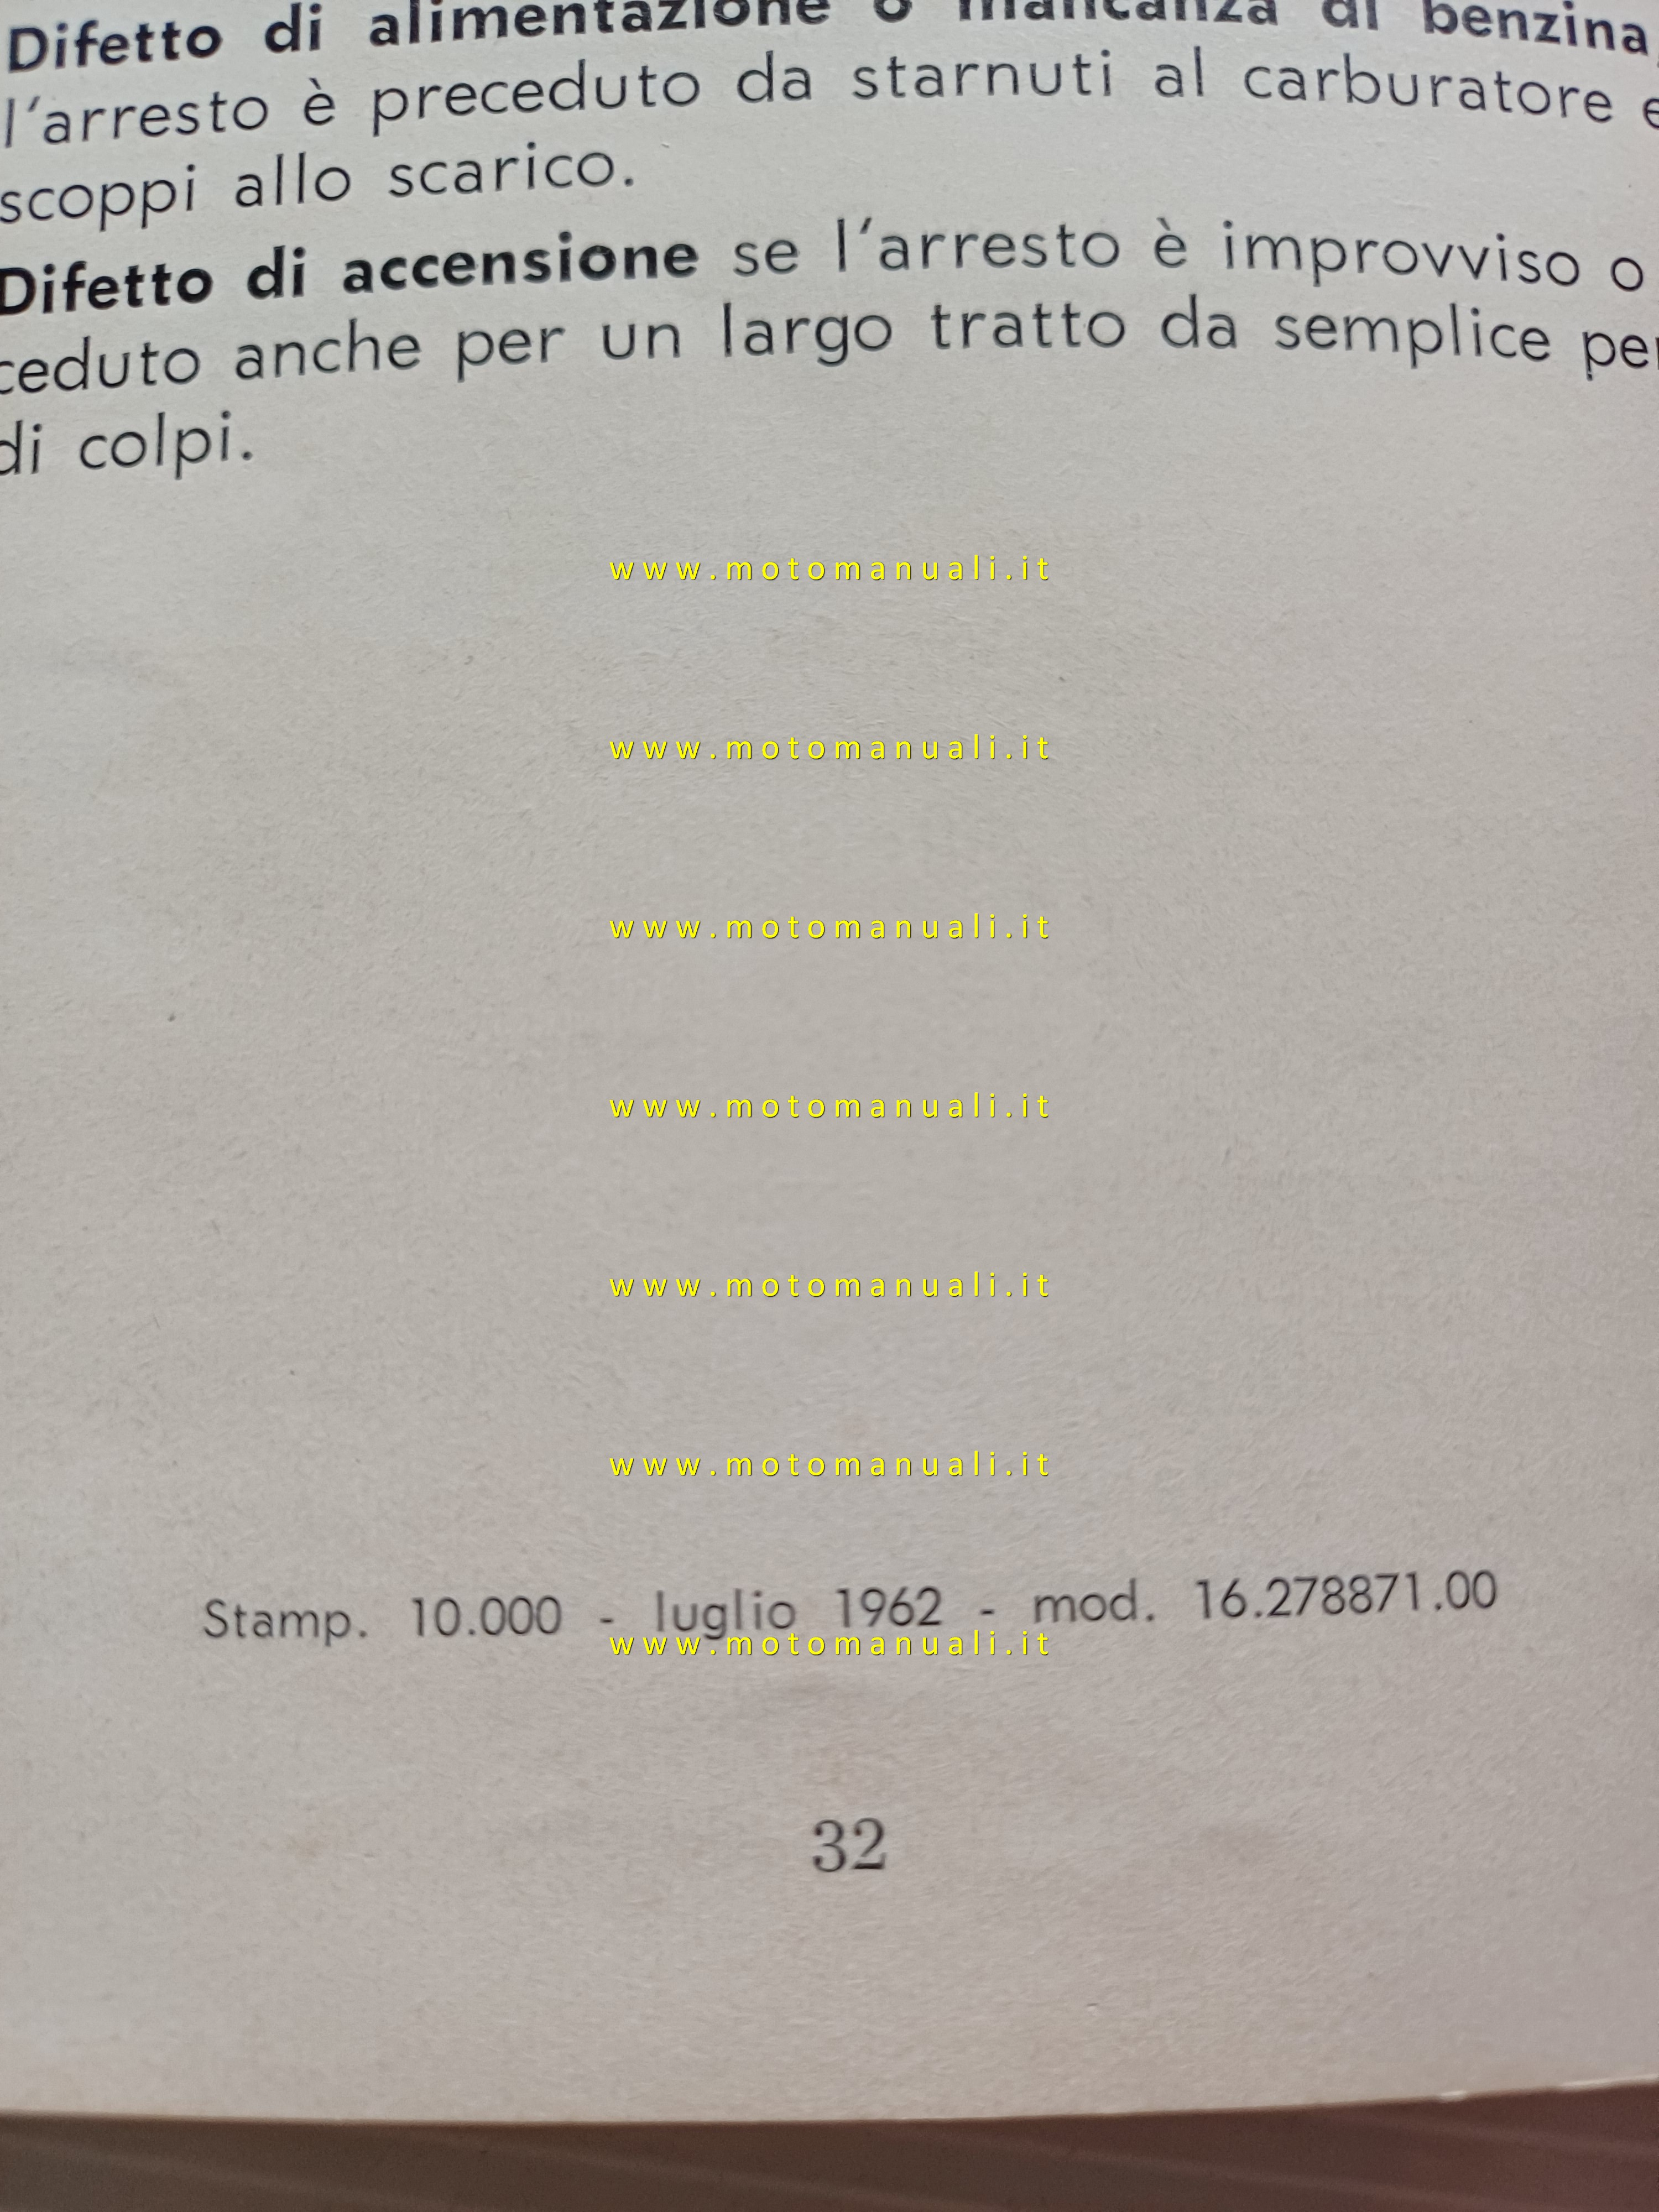 Difetto di alimentazione o mancanza di benzina,
l'arresto è preceduto da starnuti al carburatore e
scoppi allo scarico.
Difetto di accensione se l'arresto è improvviso o
ceduto anche per un largo tratto da semplice per
di colpi.
www.motomanuali.it
www.motomanuali.it
www.motomanuali.it
www.motomanuali.it
www.motomanuali.it
www.motomanuali.it
Stamp. 10.000 - luglio 1962 - mod. 16.278871.00
www.motomanuali.it
32